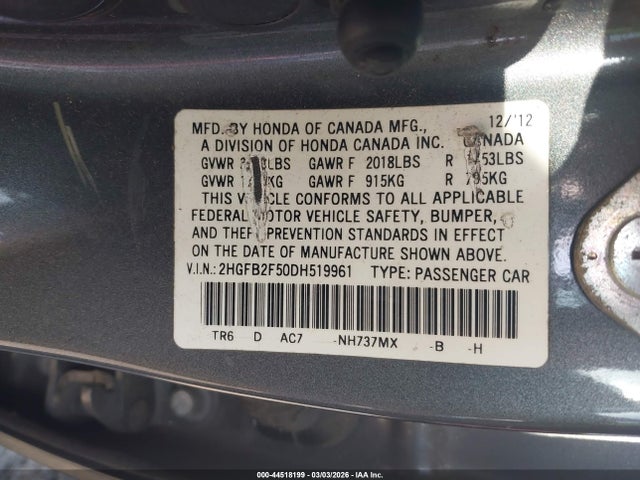 MFD. BY HONDA OF CANADA MFG., 12/'12
A DIVISION OF HONDA CANADA INC. CANADA
GVWR GAWR F 2018LBS R
GVWR GAWR F 915KG R
THIS VEHICLE CONFORMS TO ALL APPLICABLE
FEDERAL MOTOR VEHICLE SAFETY, BUMPER,
AND THEFT PREVENTION STANDARDS IN EFFECT
ON THE DATE OF MANUFACTURE SHOWN ABOVE.
V.I.N.: 2HGFB2F50DH519961 TYPE: PASSENGER CAR
TR6 D AC7 -NH737MX -B -H
000-44518199 | 03/03/2026 - IAA Inc.